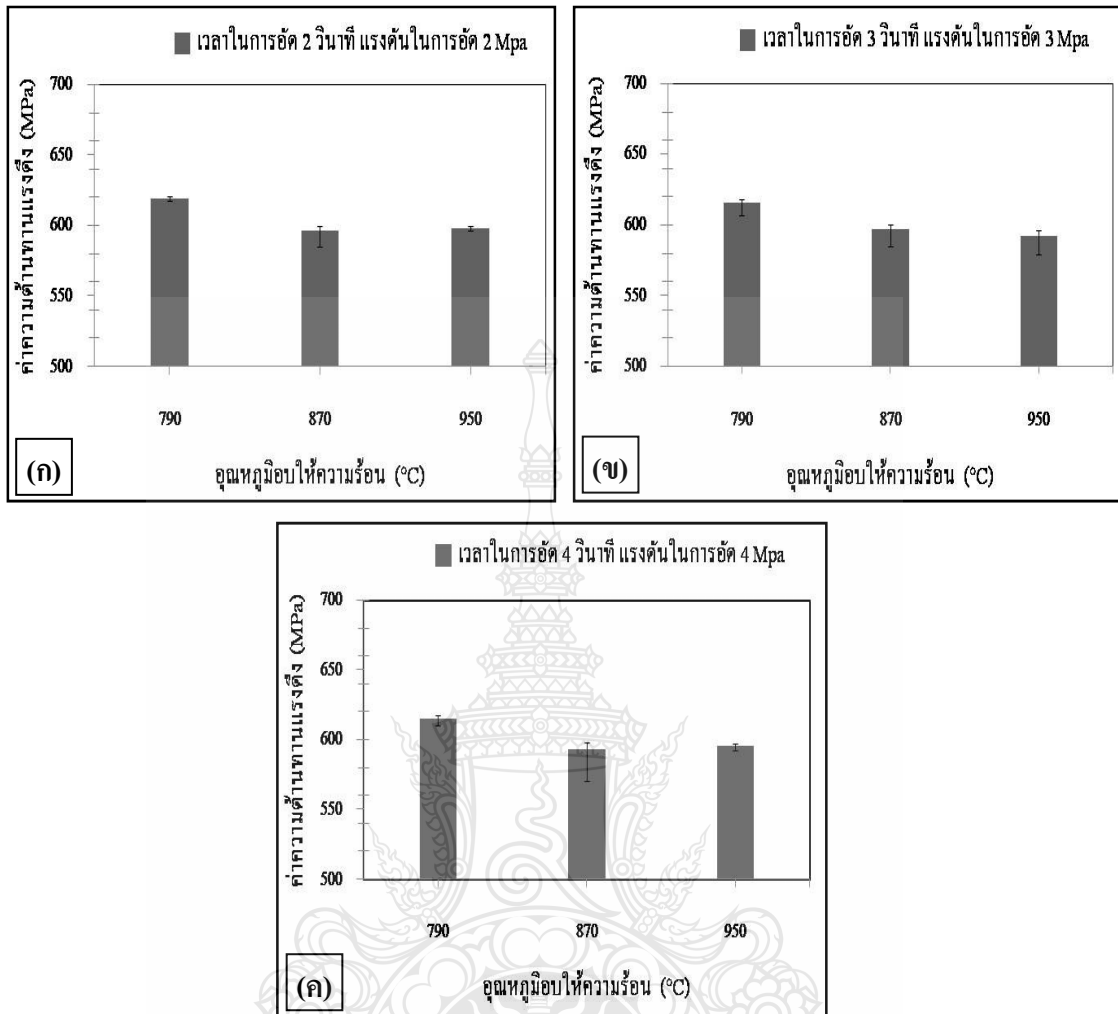 เวลาในการอัด 2 วินาที แรงดันในการอัด 2 Mpa
ค่าความต้านทานแรงดึง (MPa)
700
650
600
550
500
790 870 950
อุณหภูมิอบให้ความร้อน (°C)
(ก)
เวลาในการอัด 3 วินาที แรงดันในการอัด 3 Mpa
ค่าความต้านทานแรงดึง (MPa)
700
650
600
550
500
790 870 950
อุณหภูมิอบให้ความร้อน (°C)
(ข)
เวลาในการอัด 4 วินาที แรงดันในการอัด 4 Mpa
ค่าความต้านทานแรงดึง (MPa)
700
650
600
550
500
790 870 950
อุณหภูมิอบให้ความร้อน (°C)
(ค)